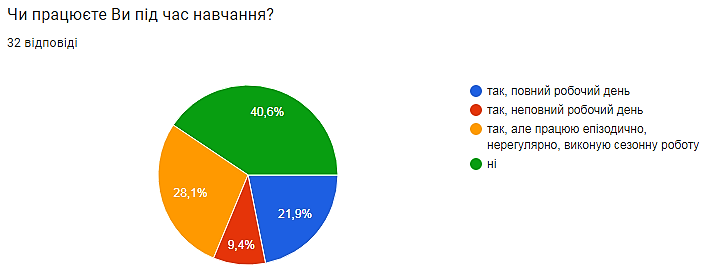 Чи працюєте Ви під час навчання?
32 відповіді
так, повний робочий день
так, неповний робочий день
так, але працюю епізодично,
нерегулярно, виконую сезонну роботу
ні
40,6%
28,1%
21,9%
9,4%